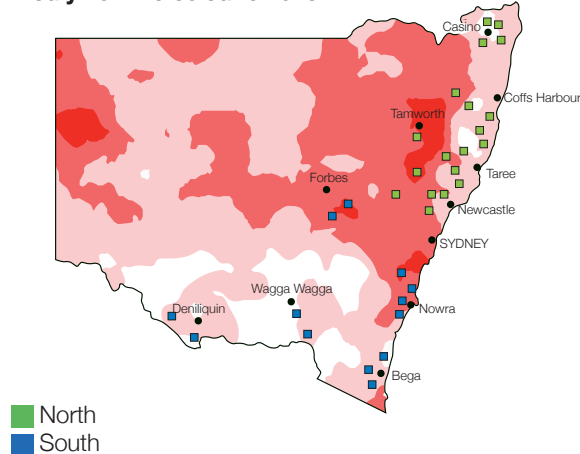 Casino
Coffs Harbour
Tamworth
Taree
Forbes
Newcastle
SYDNEY
Wagga Wagga
Deniliquin
Nowra
Bega
North
South